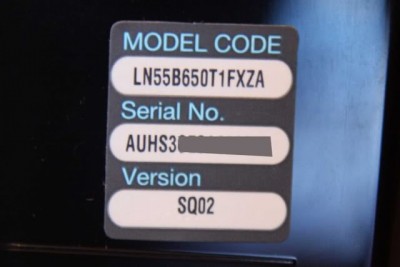 MODEL CODE
LN55B650T1FXZA
Serial No.
AUHS3
Version
SQ02